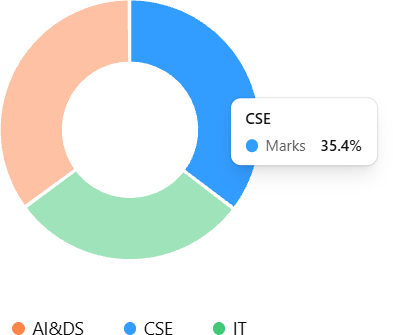 CSE
Marks 35.4%
AI&DS CSE IT